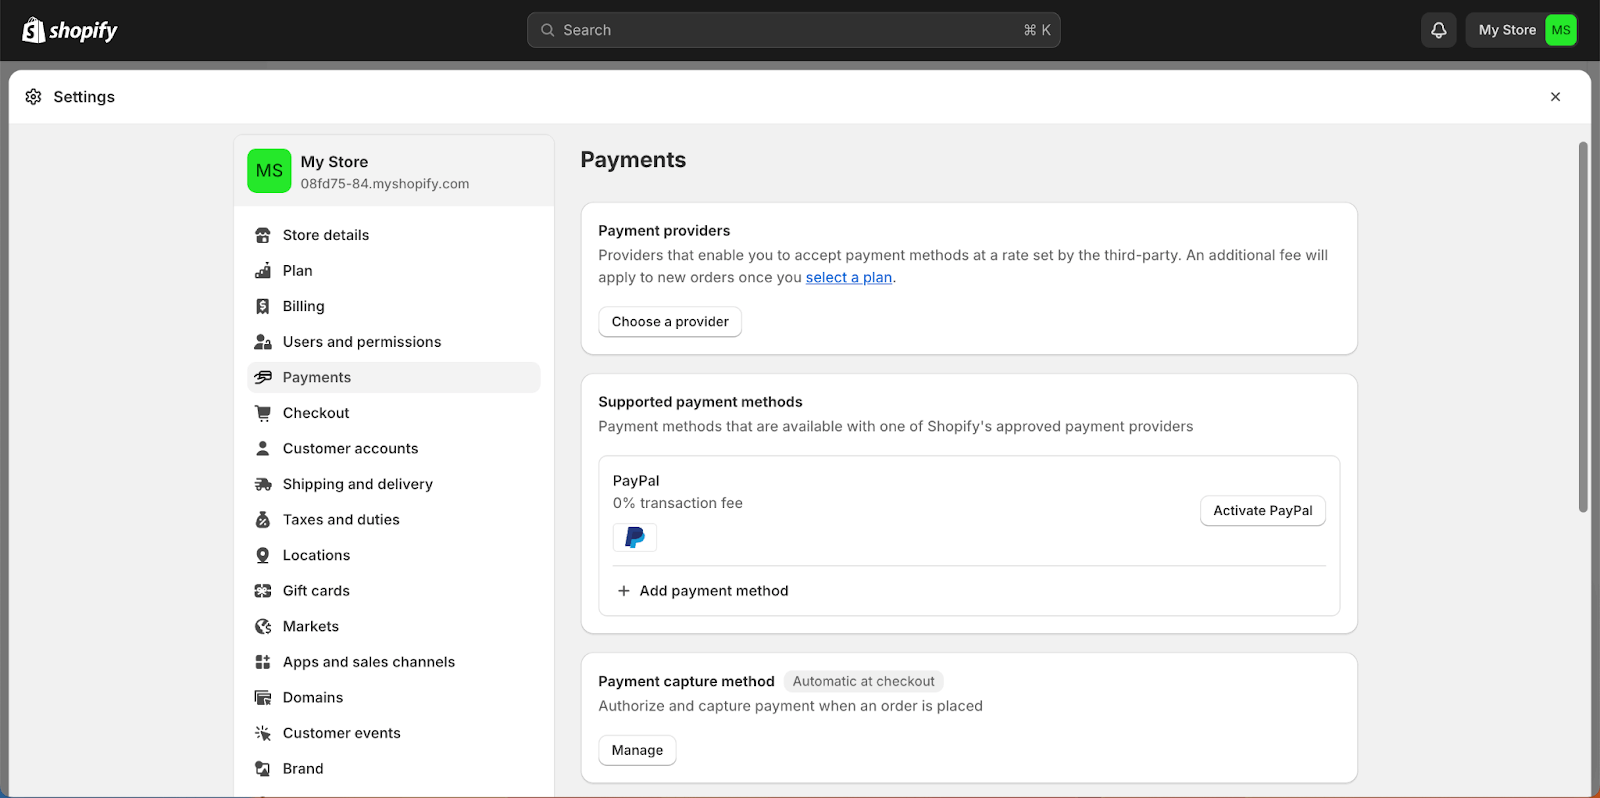 shopify
Search
⌘ K
My Store
MS
Settings
MS
My Store
08fd75-84.myshopify.com
Store details
Plan
Billing
Users and permissions
Payments
Checkout
Customer accounts
Shipping and delivery
Taxes and duties
Locations
Gift cards
Markets
Apps and sales channels
Domains
Customer events
Brand
Payments
Payment providers
Providers that enable you to accept payment methods at a rate set by the third-party. An additional fee will
apply to new orders once you select a plan.
Choose a provider
Supported payment methods
Payment methods that are available with one of Shopify's approved payment providers
PayPal
0% transaction fee
Activate PayPal
+ Add payment method
Payment capture method Automatic at checkout
Authorize and capture payment when an order is placed
Manage